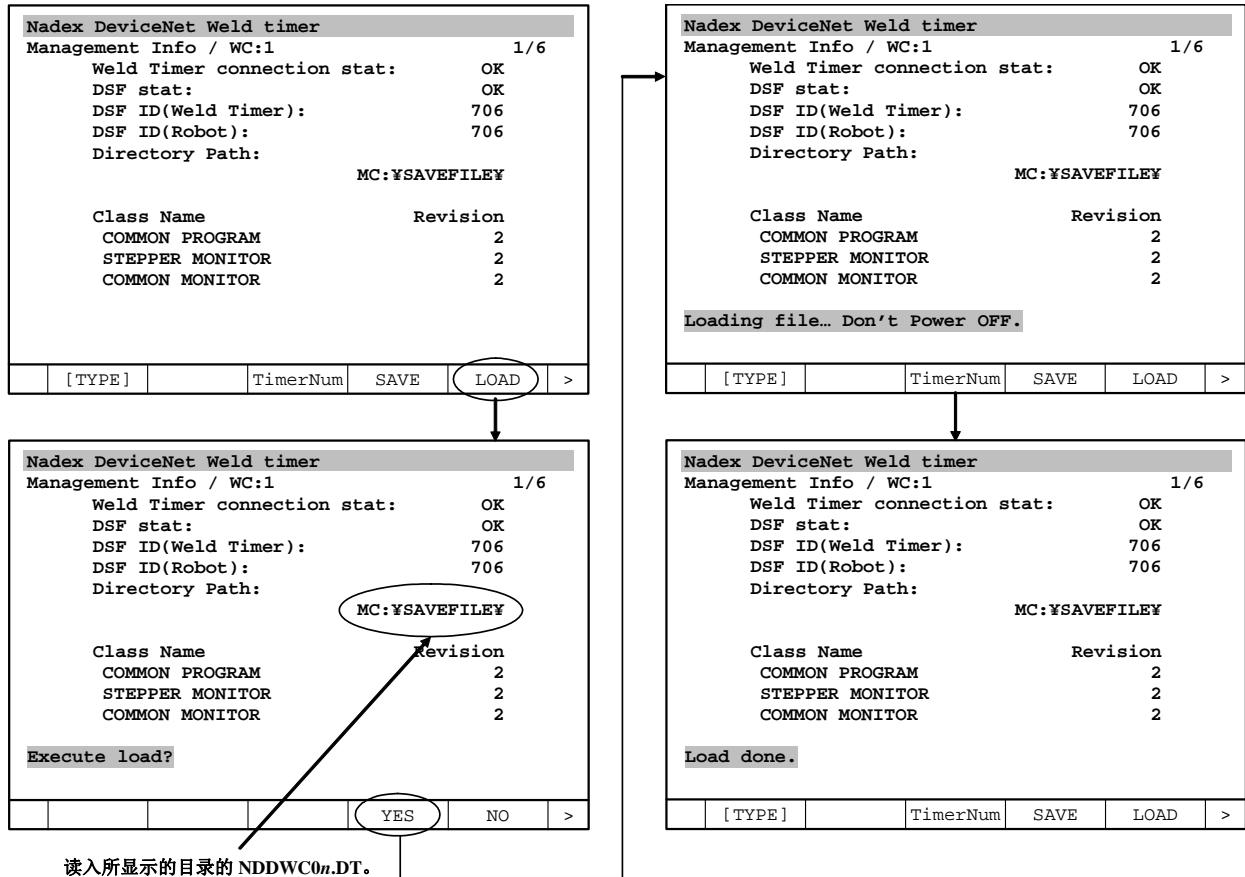 Nadex DeviceNet Weld timer
Management Info / WC:1 1/6
Weld Timer connection stat: OK
DSF stat: OK
DSF ID(Weld Timer): 706
DSF ID(Robot): 706
Directory Path:
MC:¥SAVEFILE¥
Class Name Revision
COMMON PROGRAM 2
STEPPER MONITOR 2
COMMON MONITOR 2
[TYPE] TimerNum SAVE LOAD >
Nadex DeviceNet Weld timer
Management Info / WC:1 1/6
Weld Timer connection stat: OK
DSF stat: OK
DSF ID(Weld Timer): 706
DSF ID(Robot): 706
Directory Path:
MC:¥SAVEFILE¥
Class Name Revision
COMMON PROGRAM 2
STEPPER MONITOR 2
COMMON MONITOR 2
Execute load?
YES NO >
读入所显示的目录的 NDDWC0n.DT。
Nadex DeviceNet Weld timer
Management Info / WC:1 1/6
Weld Timer connection stat: OK
DSF stat: OK
DSF ID(Weld Timer): 706
DSF ID(Robot): 706
Directory Path:
MC:¥SAVEFILE¥
Class Name Revision
COMMON PROGRAM 2
STEPPER MONITOR 2
COMMON MONITOR 2
Loading file… Don’t Power OFF.
[TYPE] TimerNum SAVE LOAD >
Nadex DeviceNet Weld timer
Management Info / WC:1 1/6
Weld Timer connection stat: OK
DSF stat: OK
DSF ID(Weld Timer): 706
DSF ID(Robot): 706
Directory Path:
MC:¥SAVEFILE¥
Class Name Revision
COMMON PROGRAM 2
STEPPER MONITOR 2
COMMON MONITOR 2
Load done.
[TYPE] TimerNum SAVE LOAD >